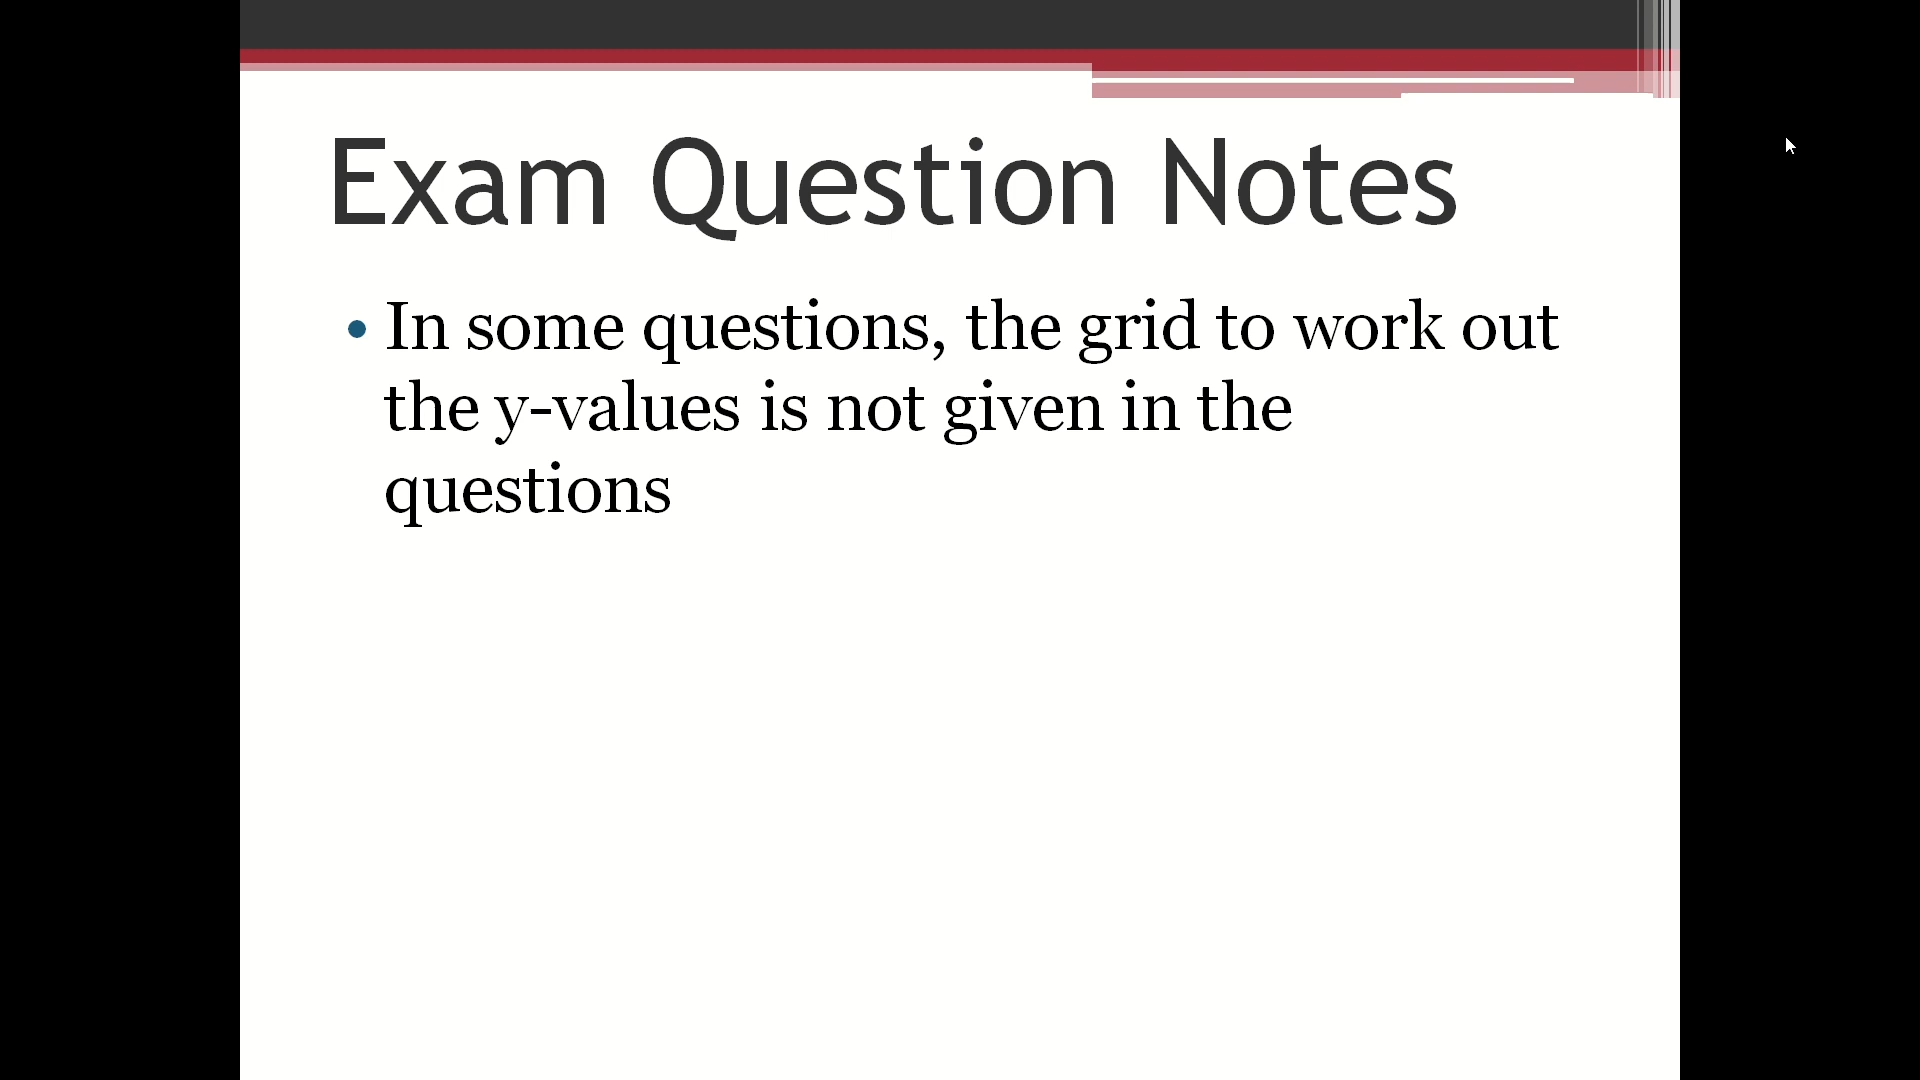 Exam Question Notes
• In some questions, the grid to work out
the y-values is not given in the
questions